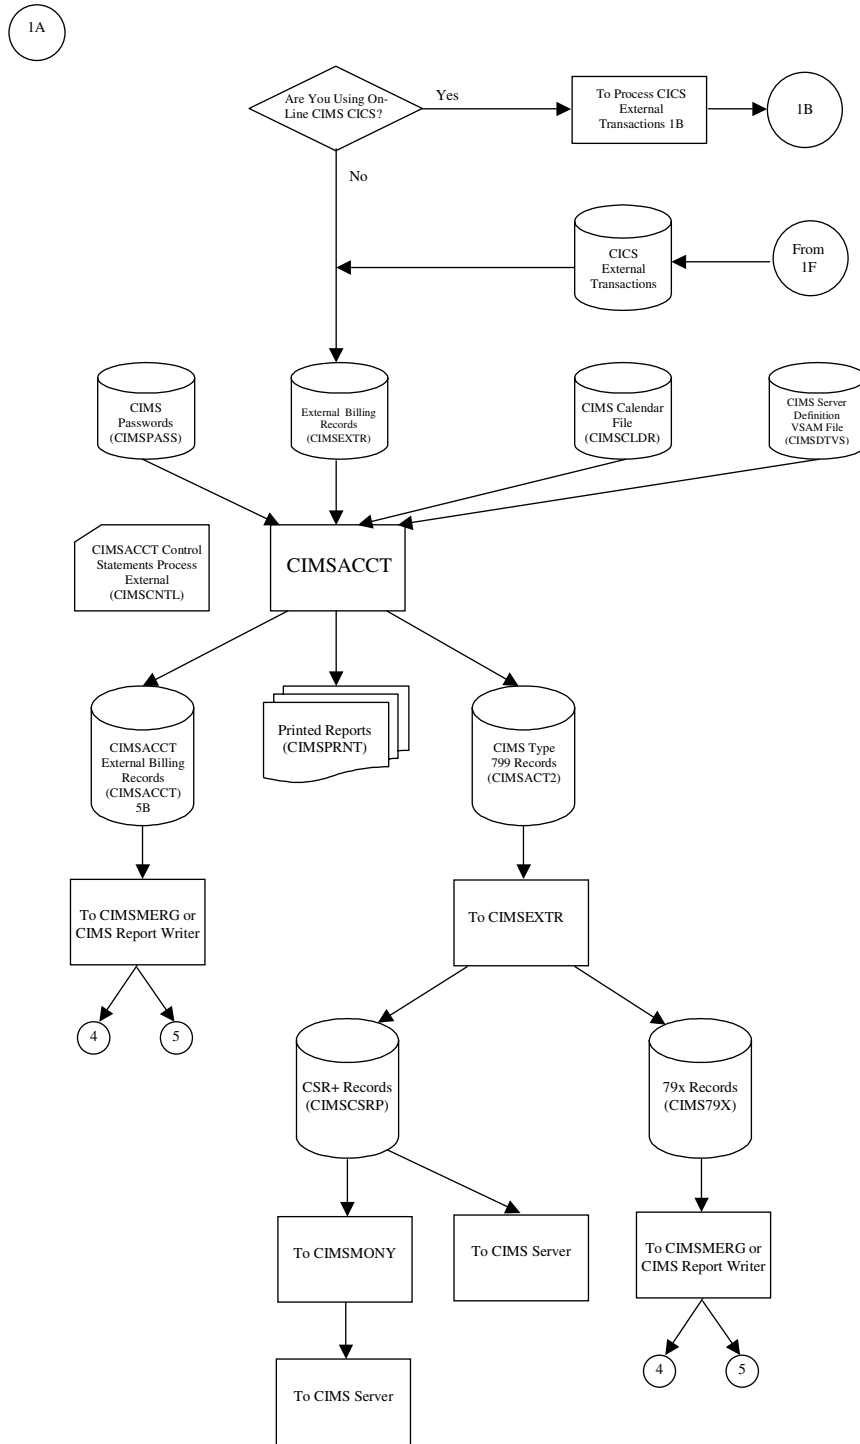 1A
Are You Using On-
Line CIMS CICS?
Yes
To Process CICS
External
Transactions 1B
1B
No
CICS
External
Transactions
From
1F
CIMS
Passwords
(CIMSPASS)
External Billing
Records
(CIMSEXTR)
CIMS Calendar
File
(CIMSCLDR)
CIMS Server
Definition
VSAM File
(CIMSDTVS)
CIMSACCT Control
Statements Process
External
(CIMSCNTL)
CIMSACCT
CIMSACCT
External Billing
Records
(CIMSACCT)
5B
Printed Reports
(CIMSPRNT)
CIMS Type
799 Records
(CIMSACT2)
To CIMSMERG or
CIMS Report Writer
To CIMSEXTR
4
5
CSR+ Records
(CIMSCSRP)
79x Records
(CIMS79X)
To CIMSMONY
To CIMS Server
To CIMSMERG or
CIMS Report Writer
4
5
To CIMS Server